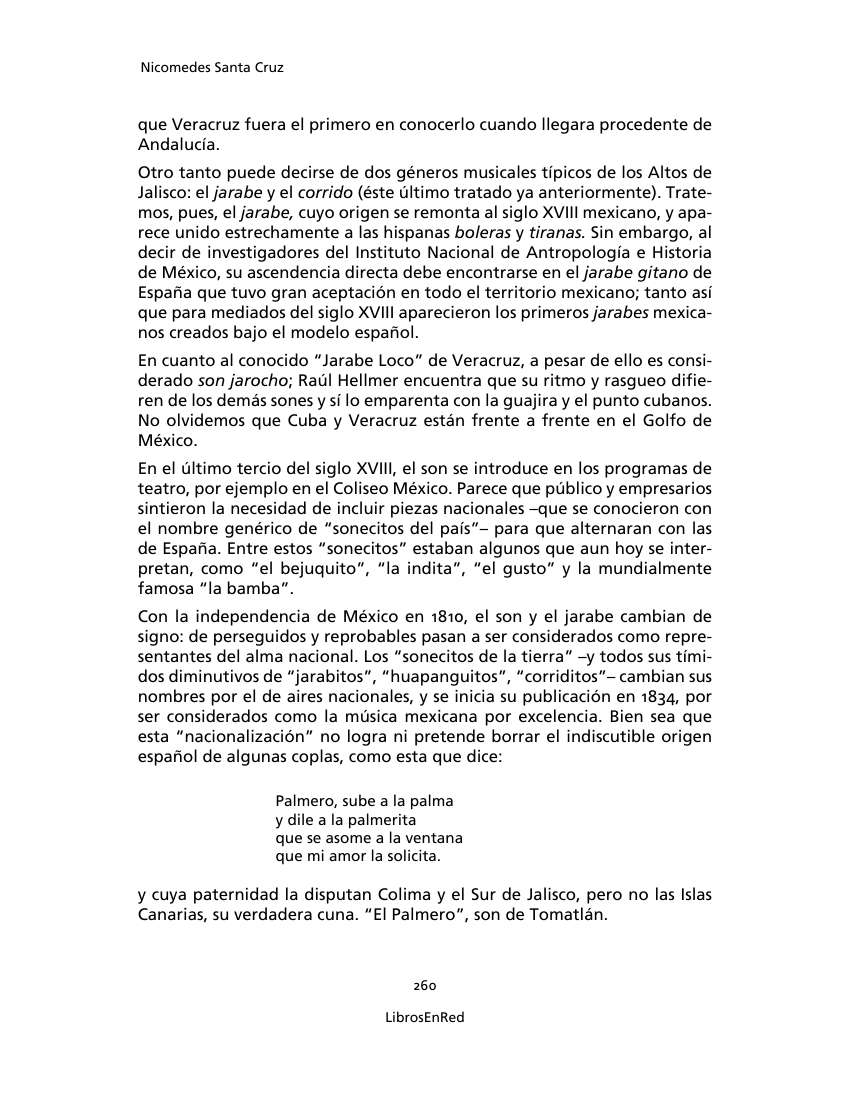 Nicomedes Santa Cruz
que Veracruz fuera el primero en conocerlo cuando llegara procedente de
Andalucía.
Otro tanto puede decirse de dos géneros musicales típicos de los Altos de
Jalisco: el jarabe y el corrido (éste último tratado ya anteriormente). Trate-
mos, pues, el jarabe, cuyo origen se remonta al siglo XVIII mexicano, y apa-
rece unido estrechamente a las hispanas boleras y tiranas. Sin embargo, al
decir de investigadores del Instituto Nacional de Antropología e Historia
de México, su ascendencia directa debe encontrarse en el jarabe gitano de
España que tuvo gran aceptación en todo el territorio mexicano; tanto así
que para mediados del siglo XVIII aparecieron los primeros jarabes mexica-
nos creados bajo el modelo español.
En cuanto al conocido “Jarabe Loco” de Veracruz, a pesar de ello es consi-
derado son jarocho; Raúl Hellmer encuentra que su ritmo y rasgueo difie-
ren de los demás sones y sí lo emparenta con la guajira y el punto cubanos.
No olvidemos que Cuba y Veracruz están frente a frente en el Golfo de
México.
En el último tercio del siglo XVIII, el son se introduce en los programas de
teatro, por ejemplo en el Coliseo México. Parece que público y empresarios
sintieron la necesidad de incluir piezas nacionales –que se conocieron con
el nombre genérico de “sonecitos del país”– para que alternaran con las
de España. Entre estos “sonecitos” estaban algunos que aun hoy se inter-
pretan, como “el bejuquito”, “la indita”, “el gusto” y la mundialmente
famosa “la bamba”.
Con la independencia de México en 1810, el son y el jarabe cambian de
signo: de perseguidos y reprobables pasan a ser considerados como repre-
sentantes del alma nacional. Los “sonecitos de la tierra” –y todos sus tími-
dos diminutivos de “jarabitos”, “huapanguitos”, “corriditos”– cambian sus
nombres por el de aires nacionales, y se inicia su publicación en 1834, por
ser considerados como la música mexicana por excelencia. Bien sea que
esta “nacionalización” no logra ni pretende borrar el indiscutible origen
español de algunas coplas, como esta que dice:
Palmero, sube a la palma
y dile a la palmerita
que se asome a la ventana
que mi amor la solicita.
y cuya paternidad la disputan Colima y el Sur de Jalisco, pero no las Islas
Canarias, su verdadera cuna. “El Palmero”, son de Tomatlán.
260
LibrosEnRed